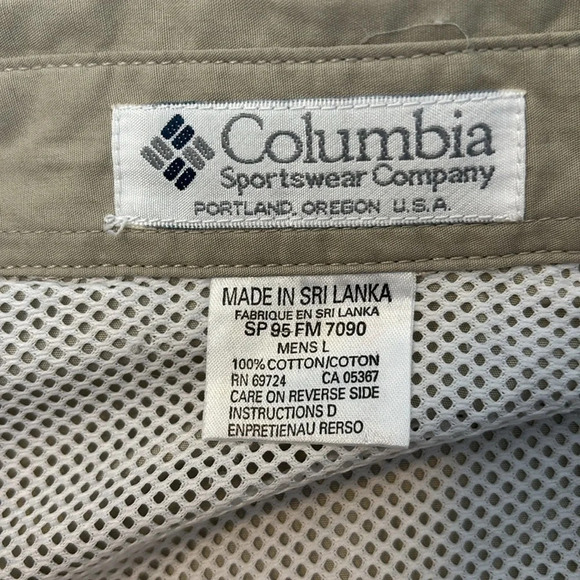 Columbia
Sportswear Company
PORTLAND, OREGON U.S.A.
MADE IN SRI LANKA
FABRIQUE EN SRI LANKA
SP 95 FM 7090
MENS L
100% COTTON/COTON
RN 69724 CA 05367
CARE ON REVERSE SIDE
INSTRUCTIONS D
ENPRETIENAU RERSO